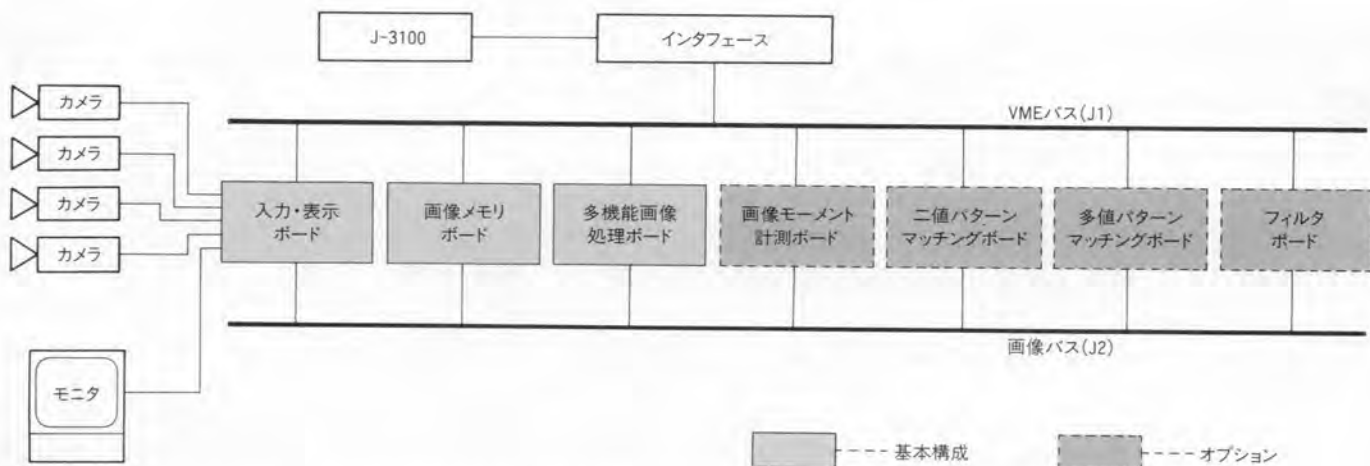 J-3100
インタフェース
カメラ
カメラ
カメラ
カメラ
VMEバス(J1)
入力・表示
ボード
画像メモリ
ボード
多機能画像
処理ボード
画像モーメント
計測ボード
二値パターン
マッチングボード
多値パターン
マッチングボード
フィルタ
ボード
画像バス(J2)
モニタ
基本構成
オプション